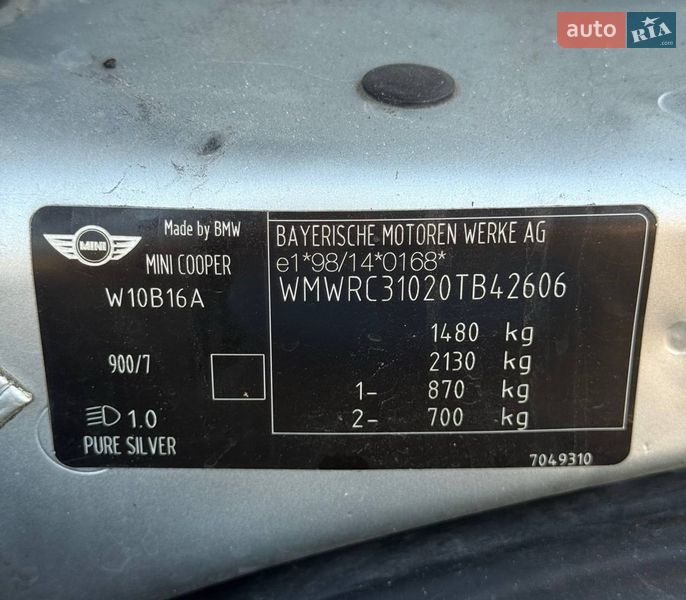 auto RIA.com
MINI
Made by BMW
MINI COOPER
W10B16A
900/7
1.0
PURE SILVER
BAYERISCHE MOTOREN WERKE AG
e1*98/14*0168*
WMWRC31020TB42606
1480 kg
2130 kg
1- 870 kg
2- 700 kg
7049310